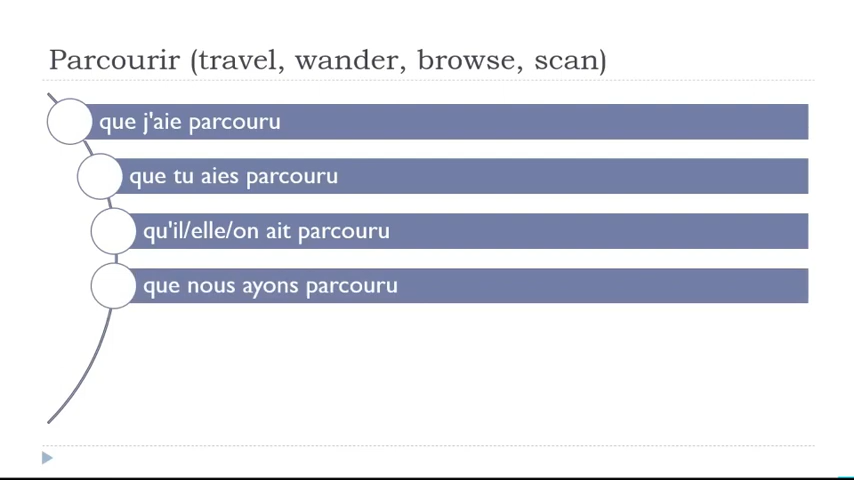 Parcourir (travel, wander, browse, scan)
que j'aie parcouru
que tu aies parcouru
qu'il/elle/on ait parcouru
que nous ayons parcouru